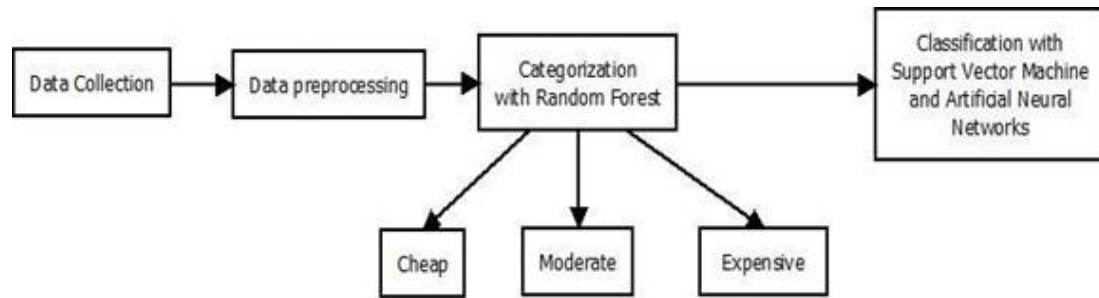 Data Collection
Data preprocessing
Categorization
with Random Forest
Classification with
Support Vector Machine
and Artificial Neural
Networks
Cheap
Moderate
Expensive